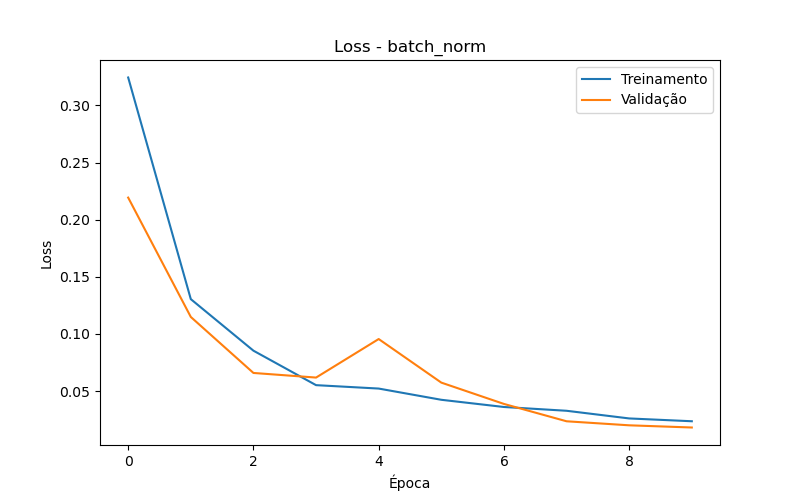 Loss - batch_norm
Treinamento
Validação
0.30
0.25
0.20
0.15
0.10
0.05
Loss
0 2 4 6 8
Época